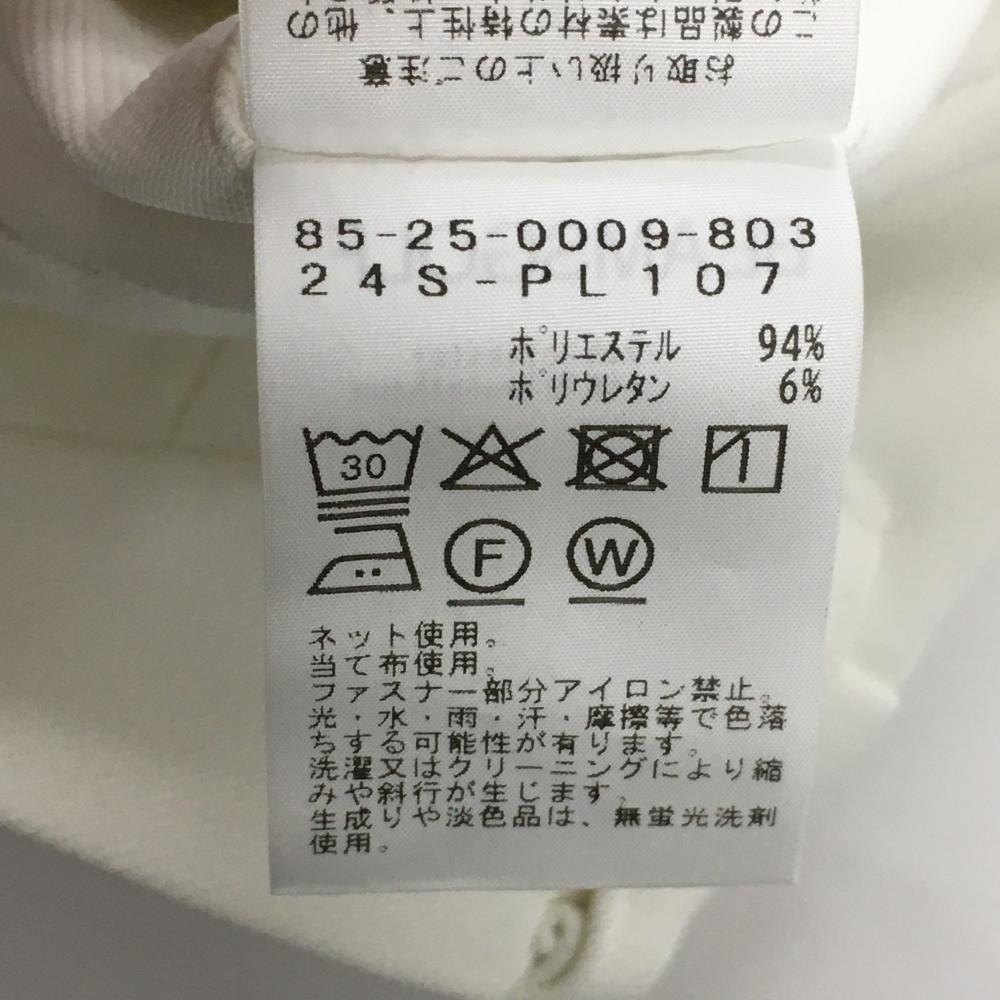 この製品は素材の特性上、他の
お取り扱い上のご注意
85-25-0009-803
24S-PL107
ポリエステル 94%
ポリウレタン 6%
30
F W
ネット使用。
当て布使用。
ファスナー部分アイロン禁止。
光・水・雨・汗・摩擦等で色落
ちする可能性が有ります。
洗濯又はクリーニングにより縮
みや斜行が生じます。
生成りや淡色品は、無蛍光洗剤
使用。